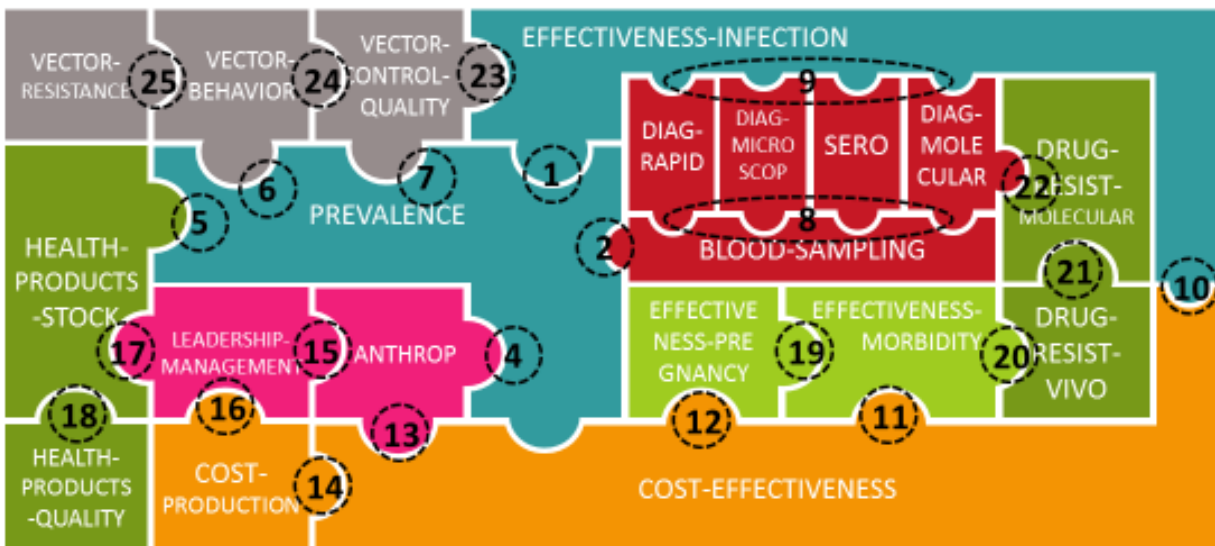 EFFECTIVENESS-INFECTION
VECTOR-
RESISTANCE
25
VECTOR-
BEHAVIOR
24
VECTOR-
CONTROL-
QUALITY
23
9
DIAG-
RAPID
DIAG-
MICRO
SCOP
SERO
DIAG-
MOLE
CULAR
22
DRUG-
RESIST-
MOLECULAR
1
6
7
5
PREVALENCE
8
2
BLOOD-SAMPLING
21
10
HEALTH-
PRODUCTS
-STOCK
17
LEADERSHIP-
MANAGEMENT
15
ANTHROP
4
EFFECTIVE
NESS-PRE
GNANCY
19
EFFECTIVENESS-
MORBIDITY
20
DRUG-
RESIST-
VIVO
18
16
13
12
11
HEALTH-
PRODUCTS
-QUALITY
COST-
PRODUCTION
14
COST-EFFECTIVENESS